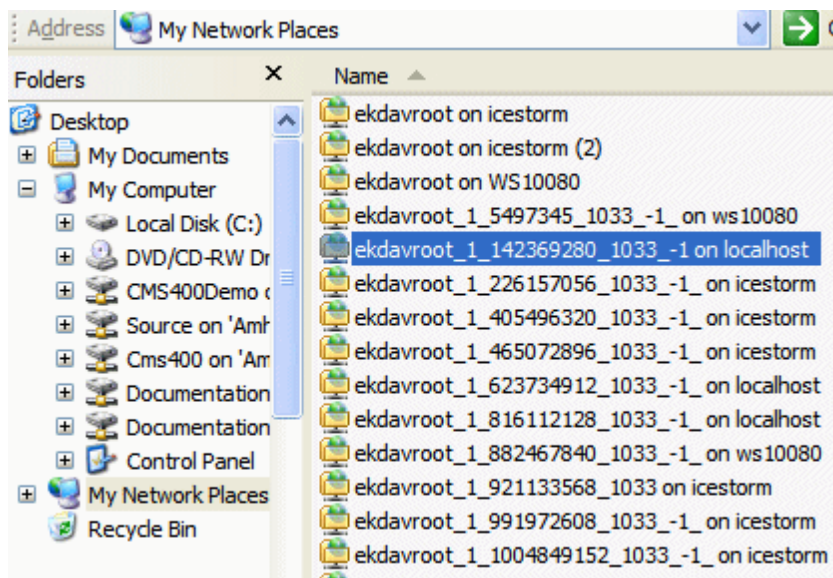 Address My Network Places
Folders
Desktop
My Documents
My Computer
Local Disk (C:)
DVD/CD-RW Dr
CMS400Demo
Source on 'Amh
Cms400 on 'Am
Documentation
Documentation
Control Panel
My Network Places
Recycle Bin
Name
ekdavroot on icestorm
ekdavroot on icestorm (2)
ekdavroot on WS10080
ekdavroot_1_5497345_1033_-1_ on ws10080
ekdavroot_1_142369280_1033_-1 on localhost
ekdavroot_1_226157056_1033_-1_ on icestorm
ekdavroot_1_405496320_1033_-1_ on icestorm
ekdavroot_1_465072896_1033_-1_ on icestorm
ekdavroot_1_623734912_1033_-1_ on localhost
ekdavroot_1_816112128_1033_-1_ on localhost
ekdavroot_1_882467840_1033_-1_ on ws10080
ekdavroot_1_921133568_1033 on icestorm
ekdavroot_1_991972608_1033_-1_ on icestorm
ekdavroot_1_1004849152_1033_-1_ on icestorm